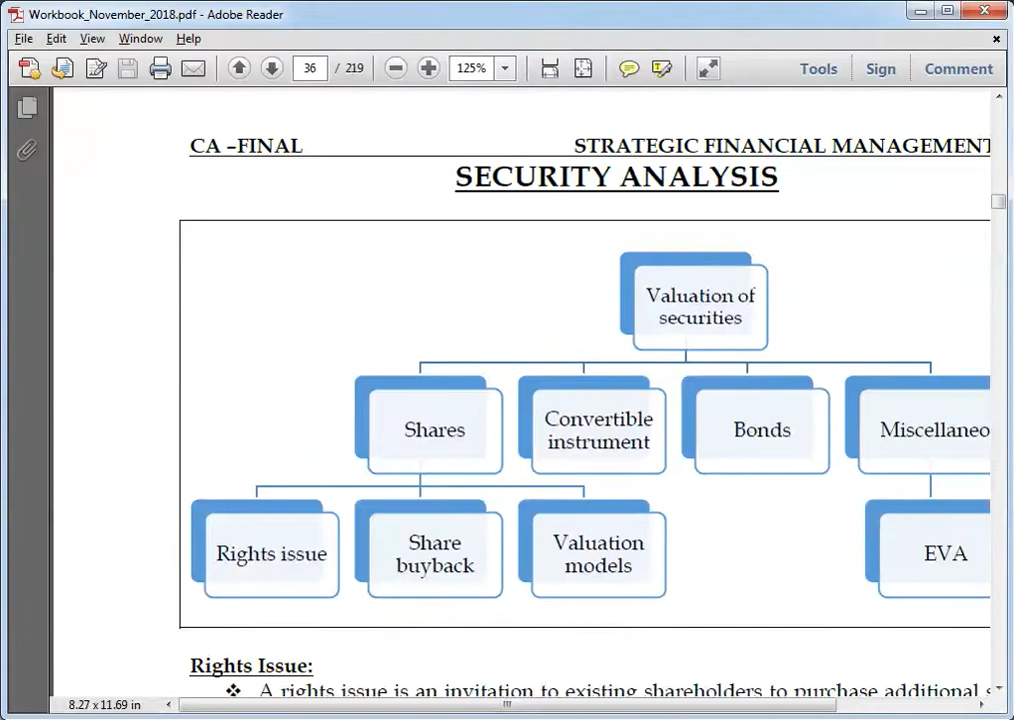 Workbook_November_2018.pdf - Adobe Reader
File Edit View Window Help
36 / 219 125% Tools Sign Comment
CA –FINAL STRATEGIC FINANCIAL MANAGEMENT
SECURITY ANALYSIS
Valuation of
securities
Shares
Convertible
instrument
Bonds
Miscellaneo
Rights issue
Share
buyback
Valuation
models
EVA
Rights Issue:
❖ A rights issue is an invitation to existing shareholders to purchase additional s
8.27 x 11.69 in